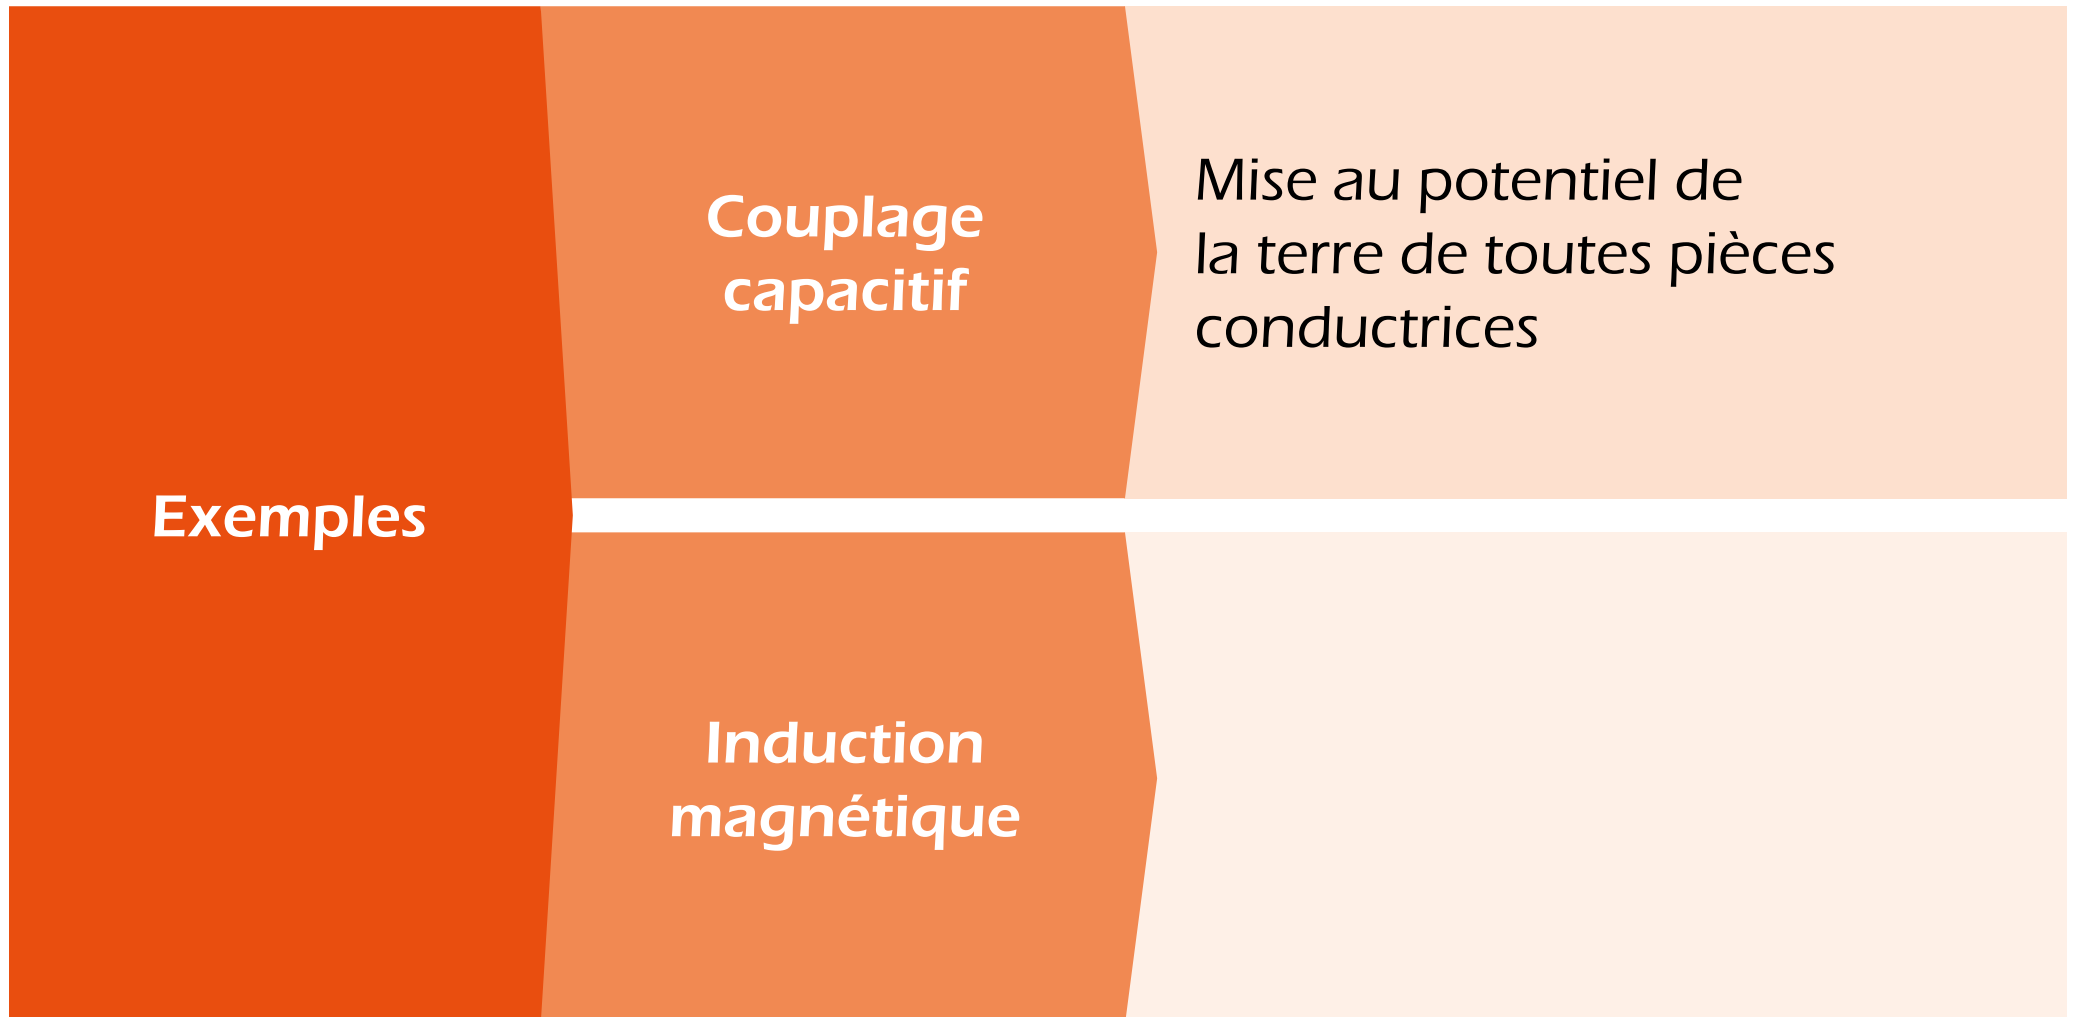 Exemples
Couplage
capacitif
Mise au potentiel de
la terre de toutes pièces
conductrices
Induction
magnétique